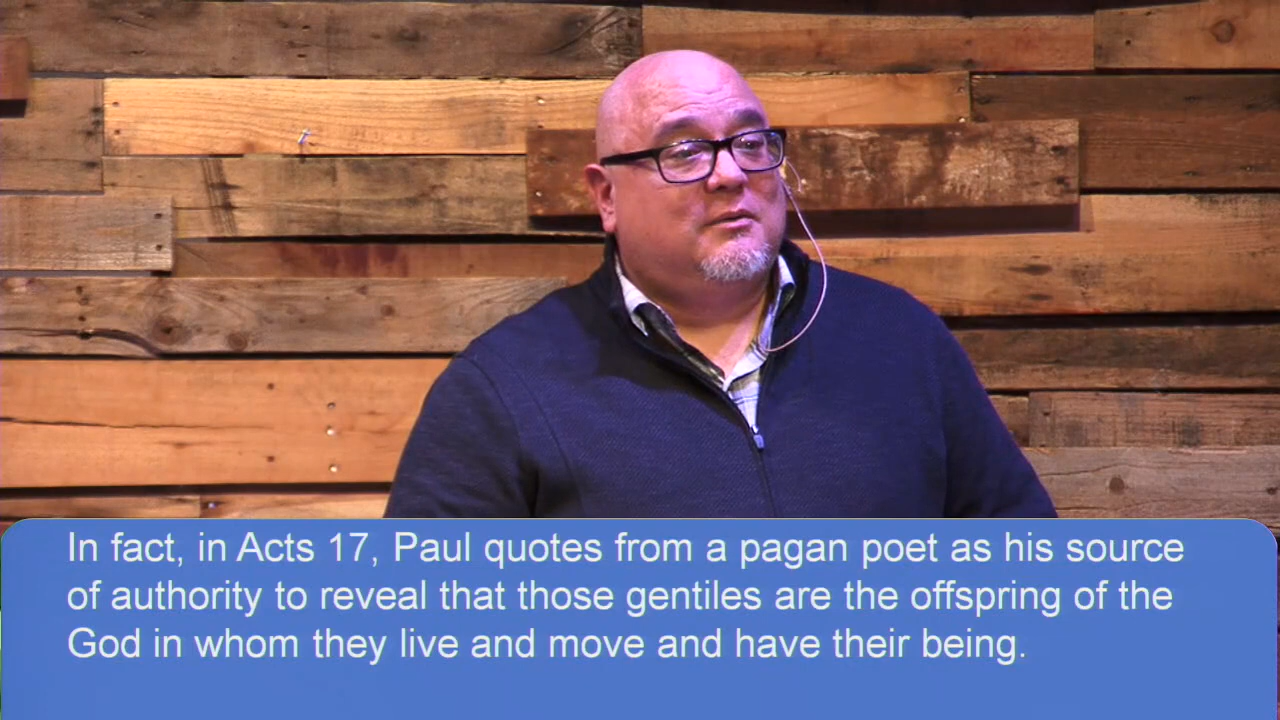 In fact, in Acts 17, Paul quotes from a pagan poet as his source
of authority to reveal that those gentiles are the offspring of the
God in whom they live and move and have their being.